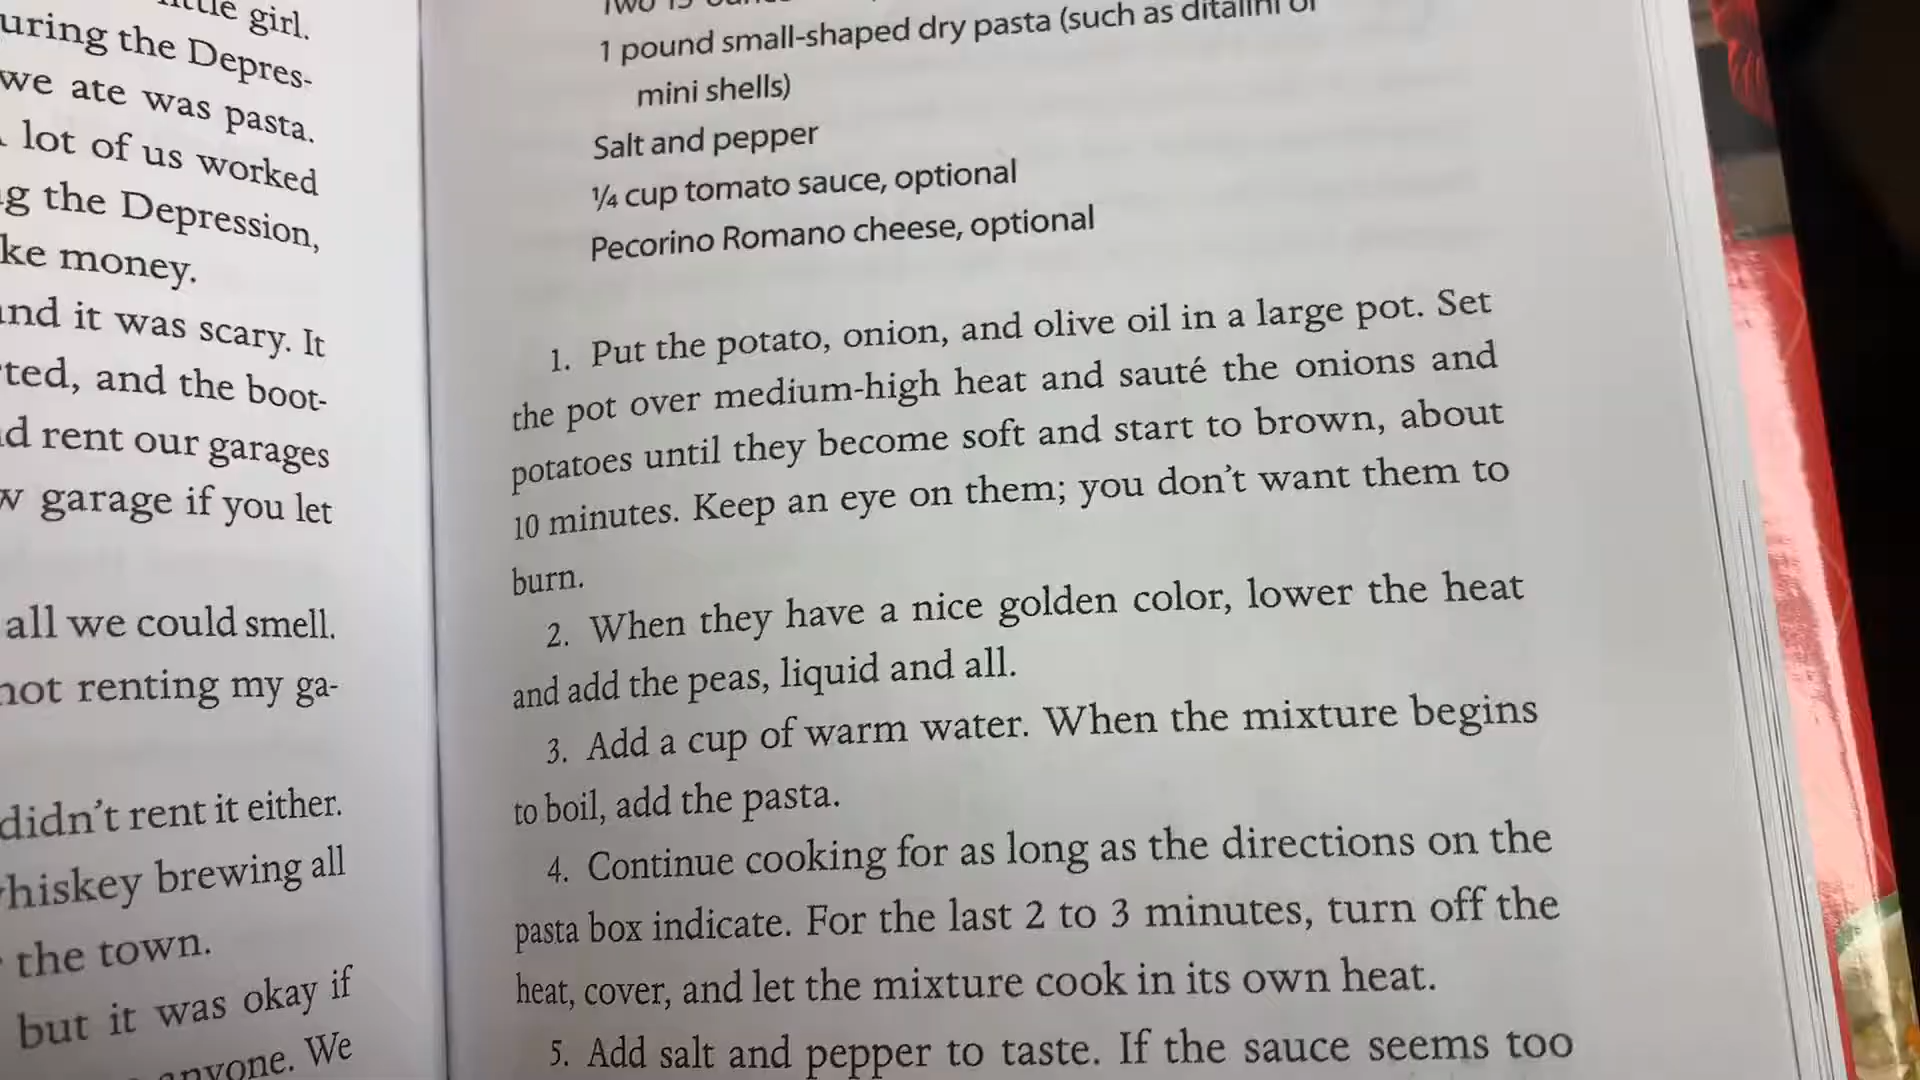 girl.
uring the Depres-
we ate was pasta.
lot of us worked
g the Depression,
ke money.
and it was scary. It
ted, and the boot-
d rent our garages
w garage if you let
all we could smell.
not renting my ga-
didn't rent it either.
hiskey brewing all
the town.
but it was okay if
anyone. We
1 pound small-shaped dry pasta (such as ditalini or
mini shells)
Salt and pepper
¼ cup tomato sauce, optional
Pecorino Romano cheese, optional
1. Put the potato, onion, and olive oil in a large pot. Set
the pot over medium-high heat and sauté the onions and
potatoes until they become soft and start to brown, about
10 minutes. Keep an eye on them; you don't want them to
burn.
2. When they have a nice golden color, lower the heat
and add the peas, liquid and all.
3. Add a cup of warm water. When the mixture begins
to boil, add the pasta.
4. Continue cooking for as long as the directions on the
pasta box indicate. For the last 2 to 3 minutes, turn off the
heat, cover, and let the mixture cook in its own heat.
5. Add salt and pepper to taste. If the sauce seems too